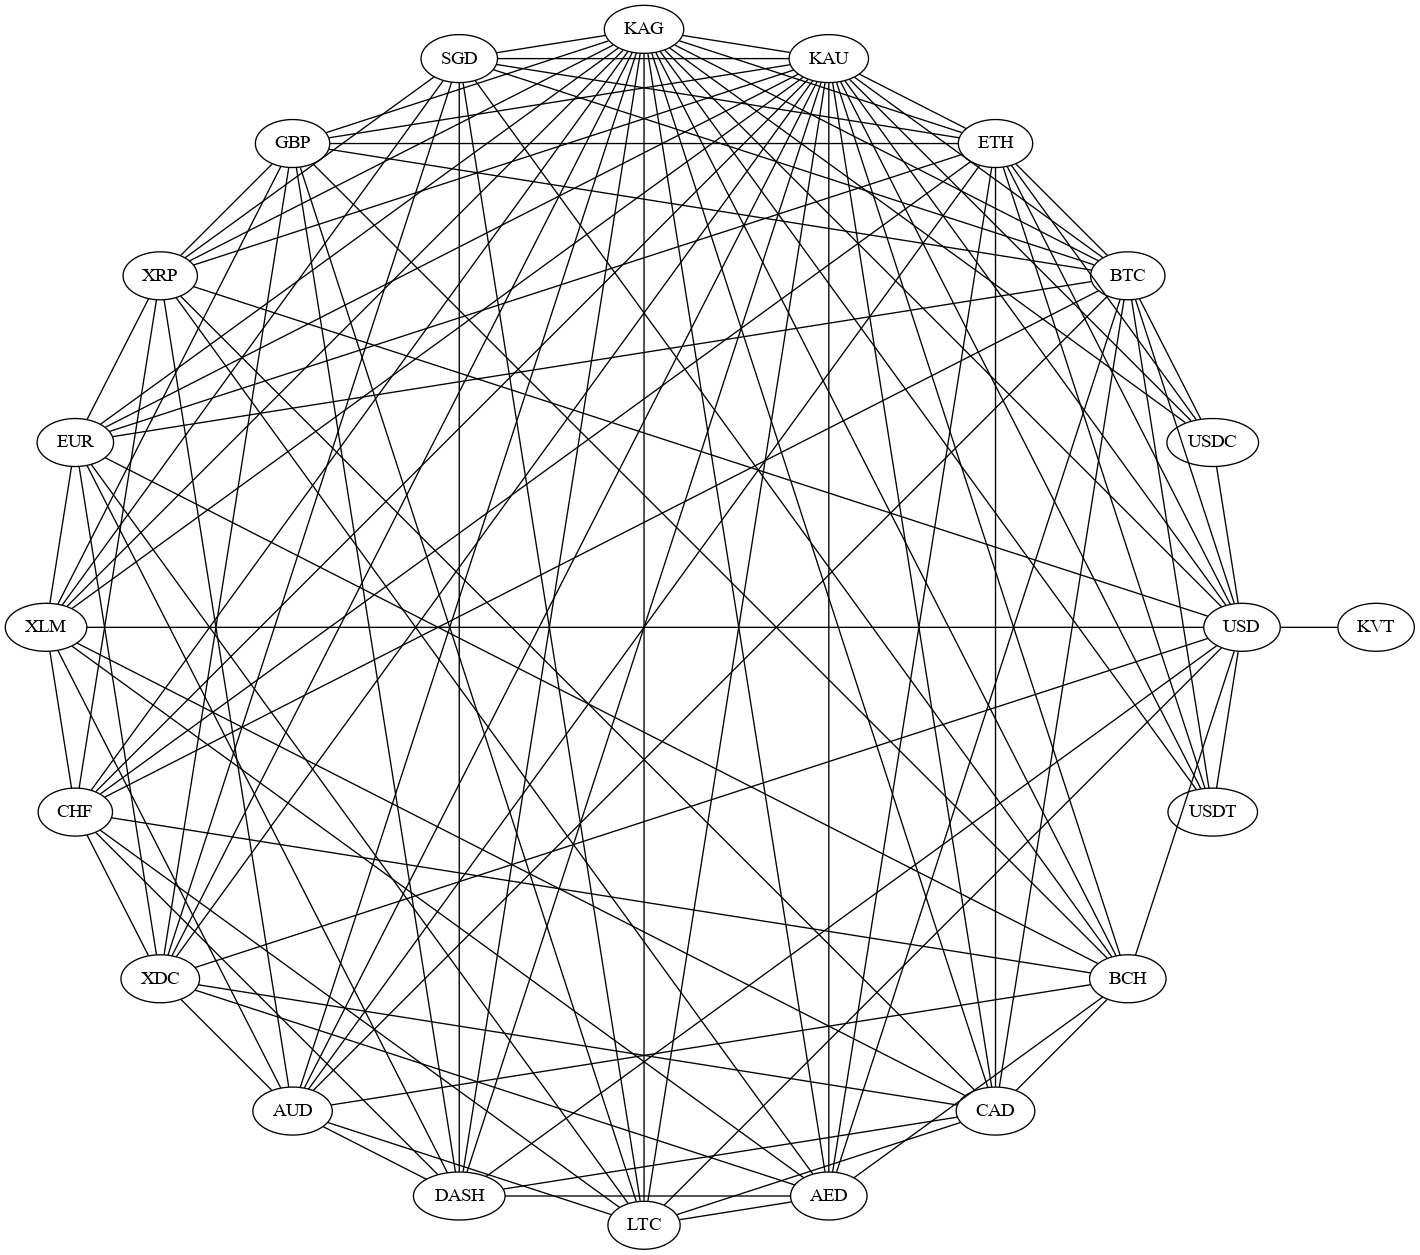 KAG
SGD
KAU
GBP
ETH
XRP
BTC
EUR
USDC
XLM
USD
KVT
CHF
USDT
XDC
BCH
AUD
CAD
DASH
AED
LTC